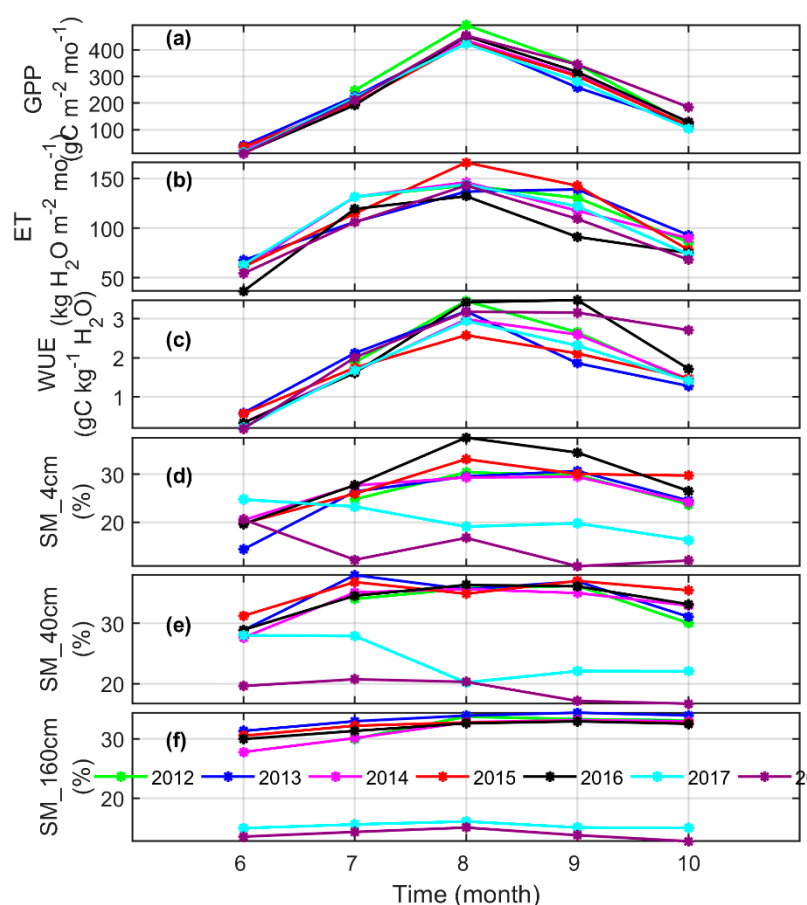 (a)
400
300
200
100
GPP
(gC m⁻² mo⁻¹)
(b)
150
100
50
ET
(kg H₂O m⁻² mo⁻¹)
(c)
3
2
1
WUE
(gC kg⁻¹ H₂O)
(d)
30
20
SM_4cm
(%)
(e)
30
20
SM_40cm
(%)
(f)
30
20
SM_160cm
(%)
2012 2013 2014 2015 2016 2017
6 7 8 9 10
Time (month)